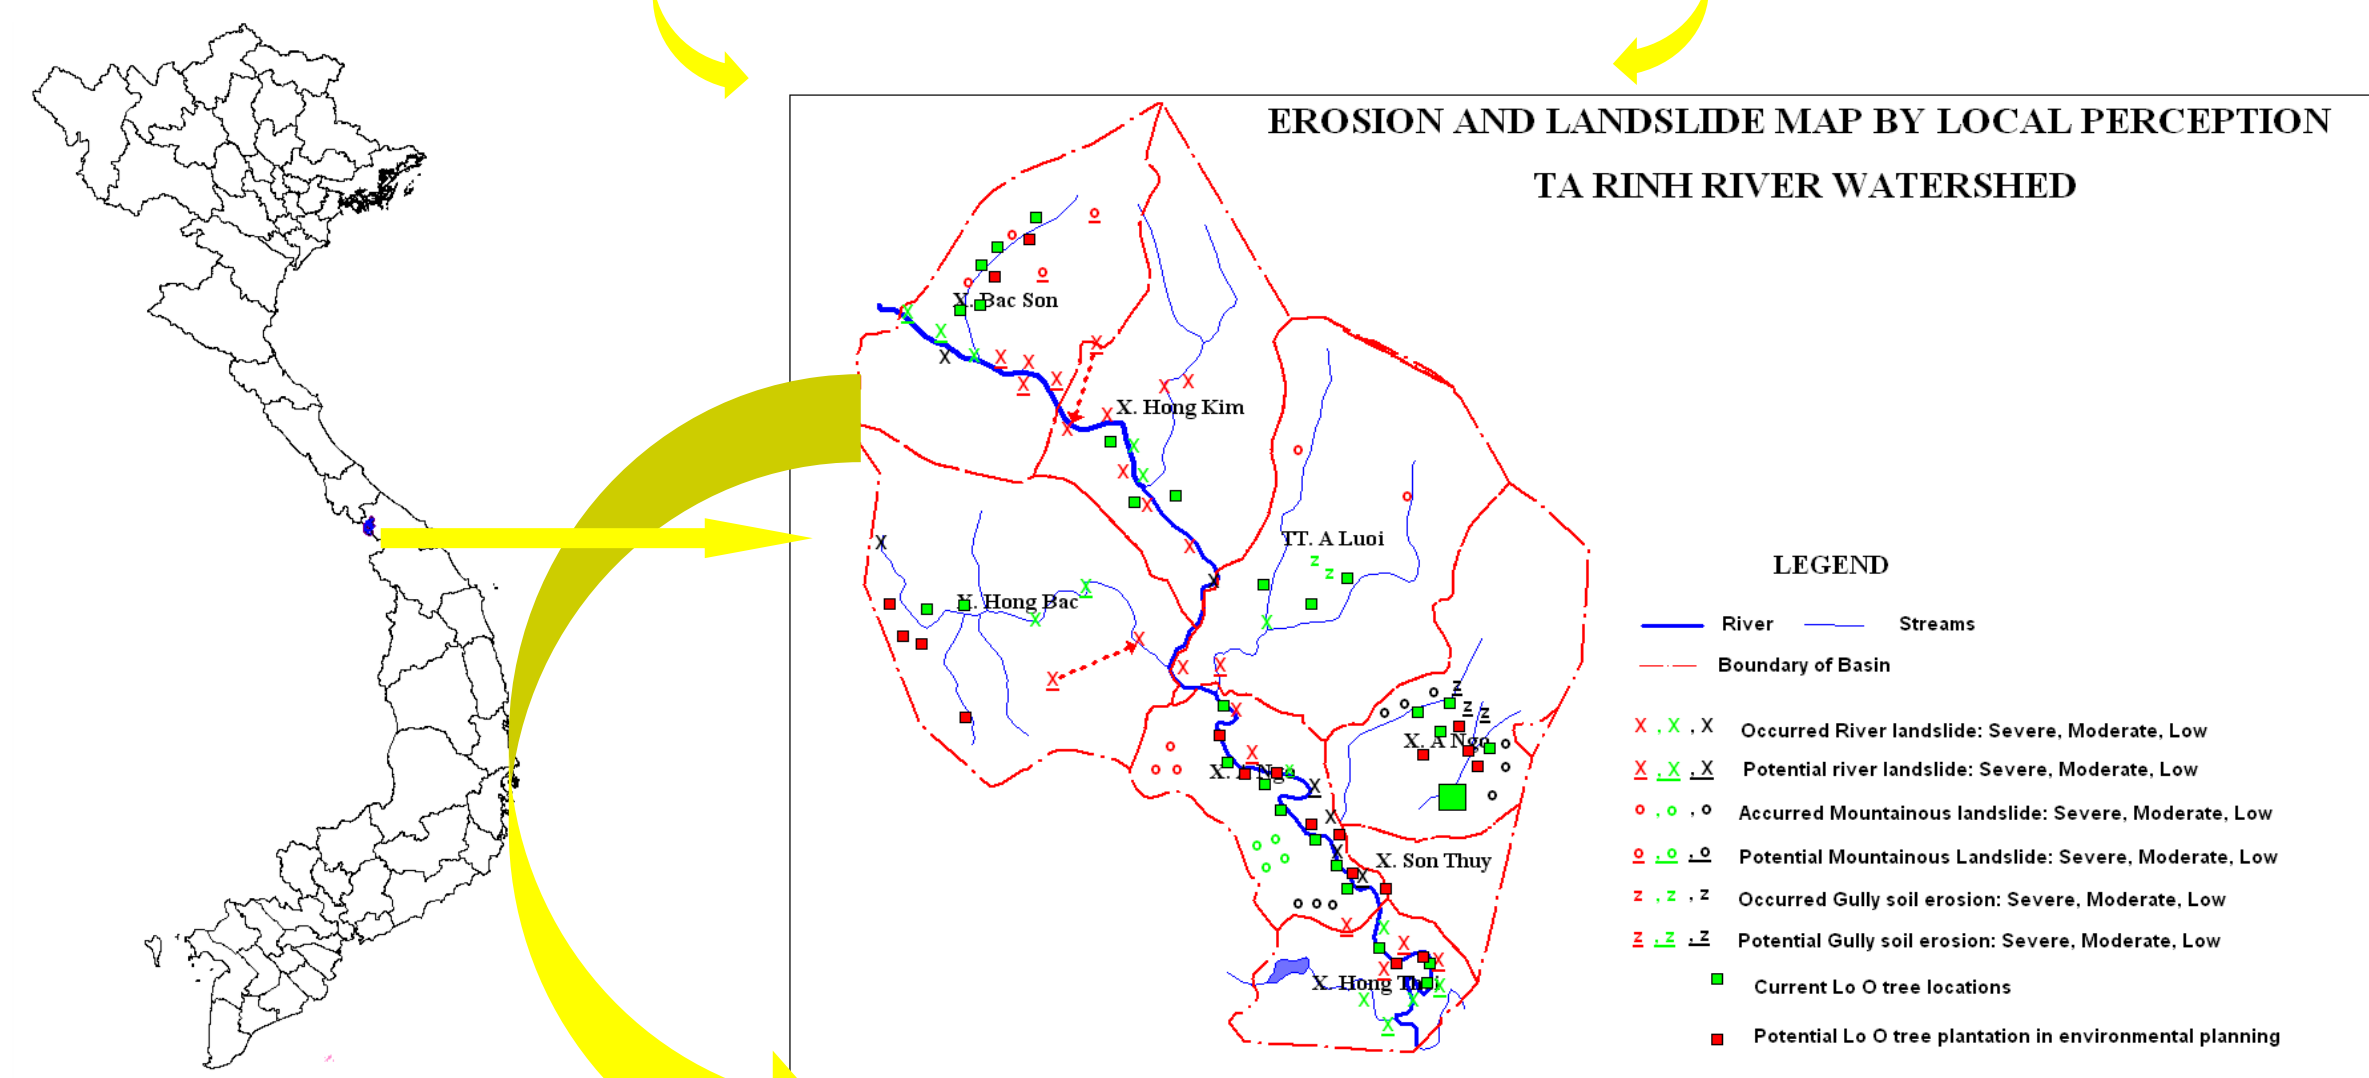 EROSION AND LANDSLIDE MAP BY LOCAL PERCEPTION
TA RINH RIVER WATERSHED
X. Bac Son
X. Hong Kim
TT. A Luoi
X. Hong Bac
X. A Ngo
X. Son Thuy
X. Hong
LEGEND
River
Streams
Boundary of Basin
X , X , X Occurred River landslide: Severe, Moderate, Low
X , X , X Potential river landslide: Severe, Moderate, Low
o , o , o Accurred Mountainous landslide: Severe, Moderate, Low
o , o , o Potential Mountainous Landslide: Severe, Moderate, Low
z , z , z Occurred Gully soil erosion: Severe, Moderate, Low
z , z , z Potential Gully soil erosion: Severe, Moderate, Low
Current Lo O tree locations
Potential Lo O tree plantation in environmental planning